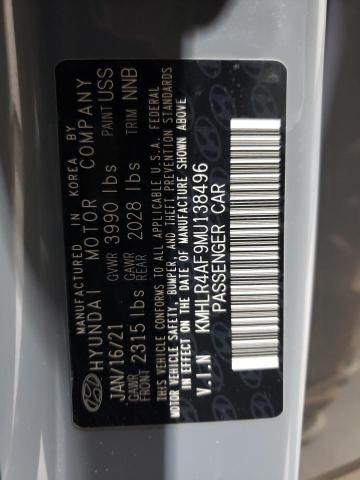 MANUFACTURED IN KOREA BY
HYUNDAI MOTOR COMPANY
JAN/16/21 GVWR 3990 lbs PAINT USS
GAWR FRONT 2315 lbs GAWR REAR 2028 lbs TRIM NNB
THIS VEHICLE CONFORMS TO ALL APPLICABLE U.S.A. FEDERAL
MOTOR VEHICLE SAFETY, BUMPER, AND THEFT PREVENTION STANDARDS
IN EFFECT ON THE DATE OF MANUFACTURE SHOWN ABOVE
V.I.N KMHLR4AF9MU138496
PASSENGER CAR